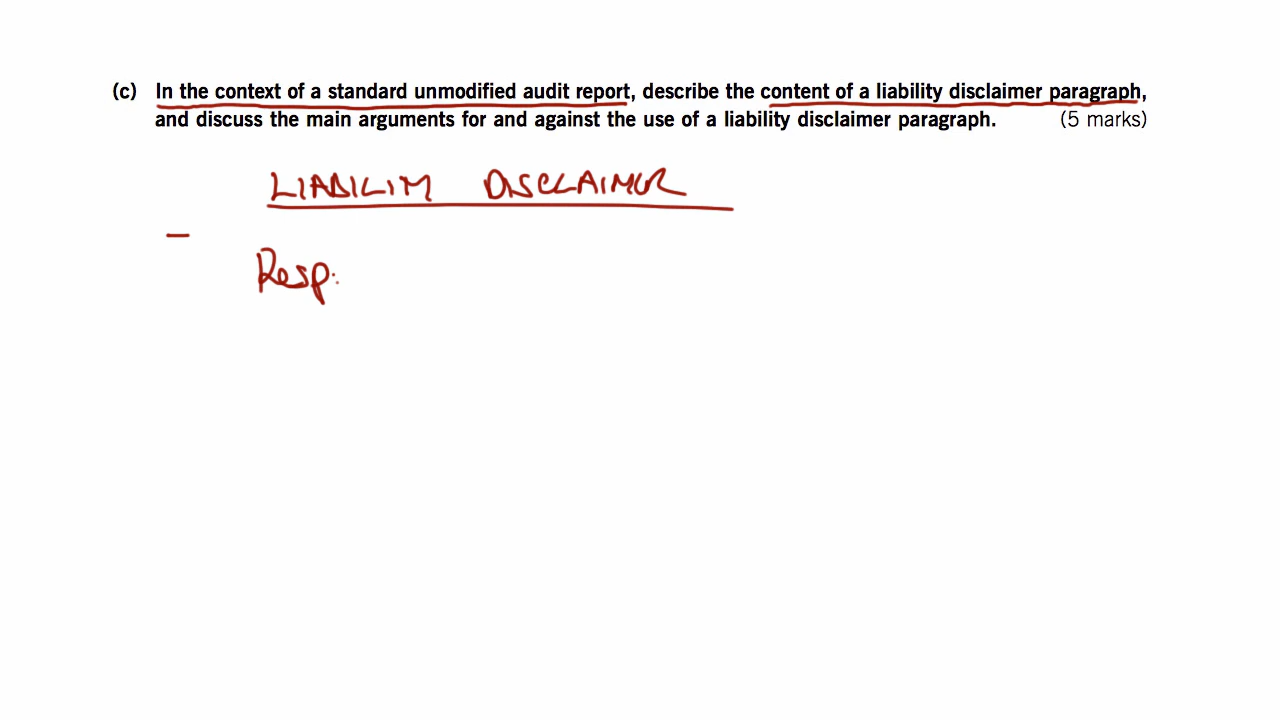 (c) In the context of a standard unmodified audit report, describe the content of a liability disclaimer paragraph,
and discuss the main arguments for and against the use of a liability disclaimer paragraph. (5 marks)
LIABILITY DISCLAIMER
– Resp.